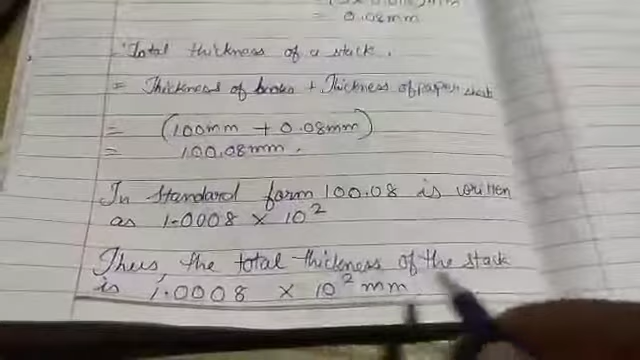 = 0.08mm
Total thickness of a stack.
= Thickness of books + Thickness of paper sheet
= (100mm + 0.08mm)
= 100.08mm.
In Standard form 100.08 is written
as 1.0008 × 10²
Thus, the total thickness of the stack
is 1.0008 × 10² mm